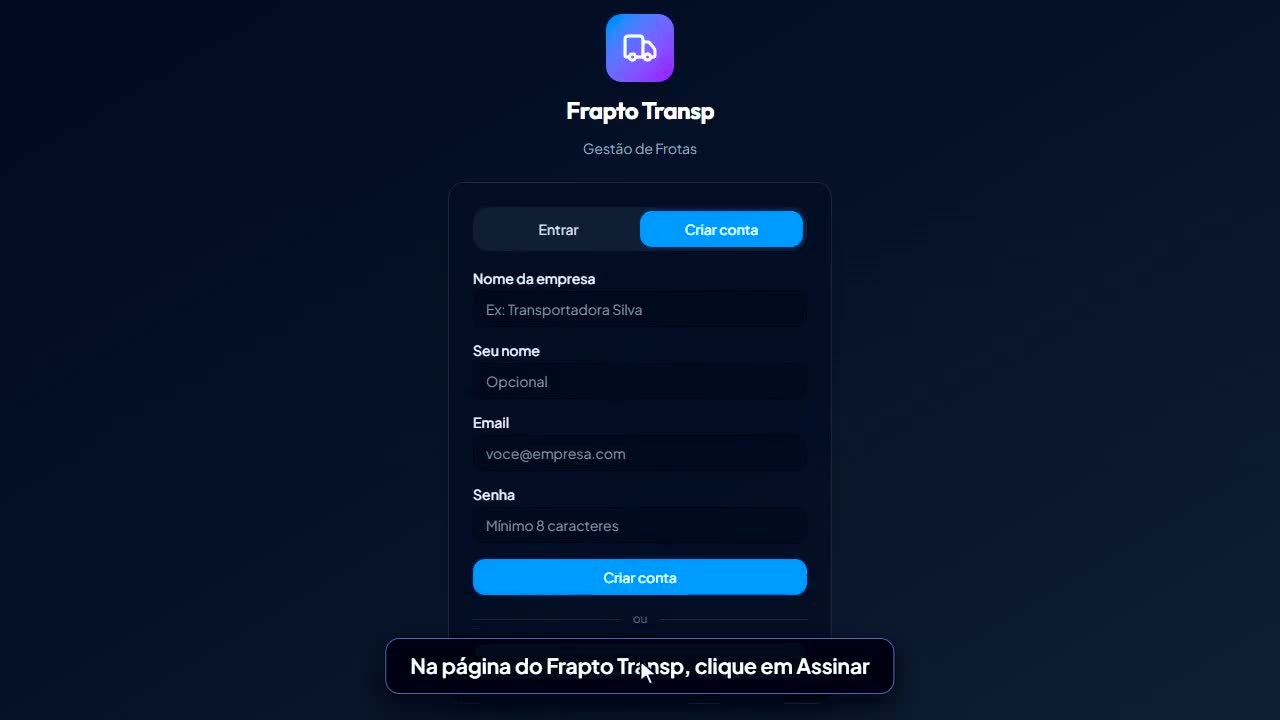 Frapto Transp
Gestão de Frotas
Entrar
Criar conta
Nome da empresa
Ex: Transportadora Silva
Seu nome
Opcional
Email
voce@empresa.com
Senha
Mínimo 8 caracteres
Criar conta
ou
Na página do Frapto Transp, clique em Assinar